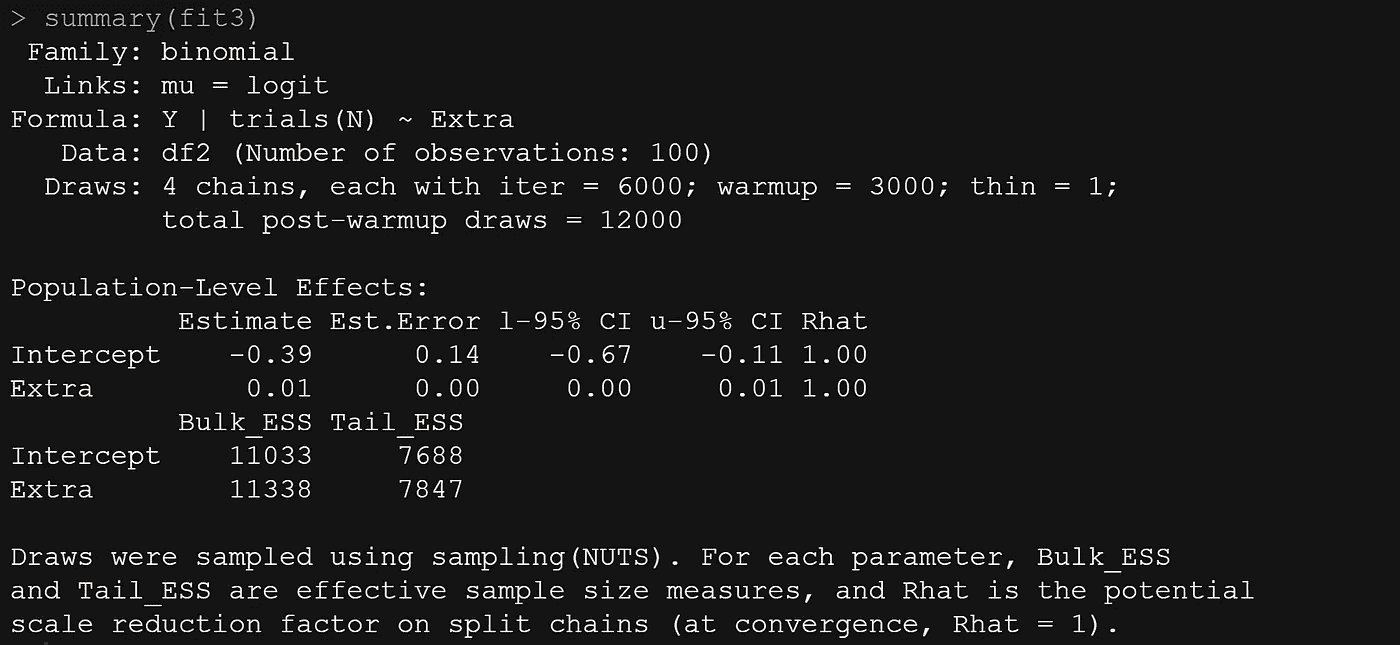 > summary(fit3)
Family: binomial
Links: mu = logit
Formula: Y | trials(N) ~ Extra
Data: df2 (Number of observations: 100)
Draws: 4 chains, each with iter = 6000; warmup = 3000; thin = 1;
total post-warmup draws = 12000
Population-Level Effects:
Estimate Est.Error l-95% CI u-95% CI Rhat
Intercept -0.39 0.14 -0.67 -0.11 1.00
Extra 0.01 0.00 0.00 0.01 1.00
Bulk_ESS Tail_ESS
Intercept 11033 7688
Extra 11338 7847
Draws were sampled using sampling(NUTS). For each parameter, Bulk_ESS
and Tail_ESS are effective sample size measures, and Rhat is the potential
scale reduction factor on split chains (at convergence, Rhat = 1).